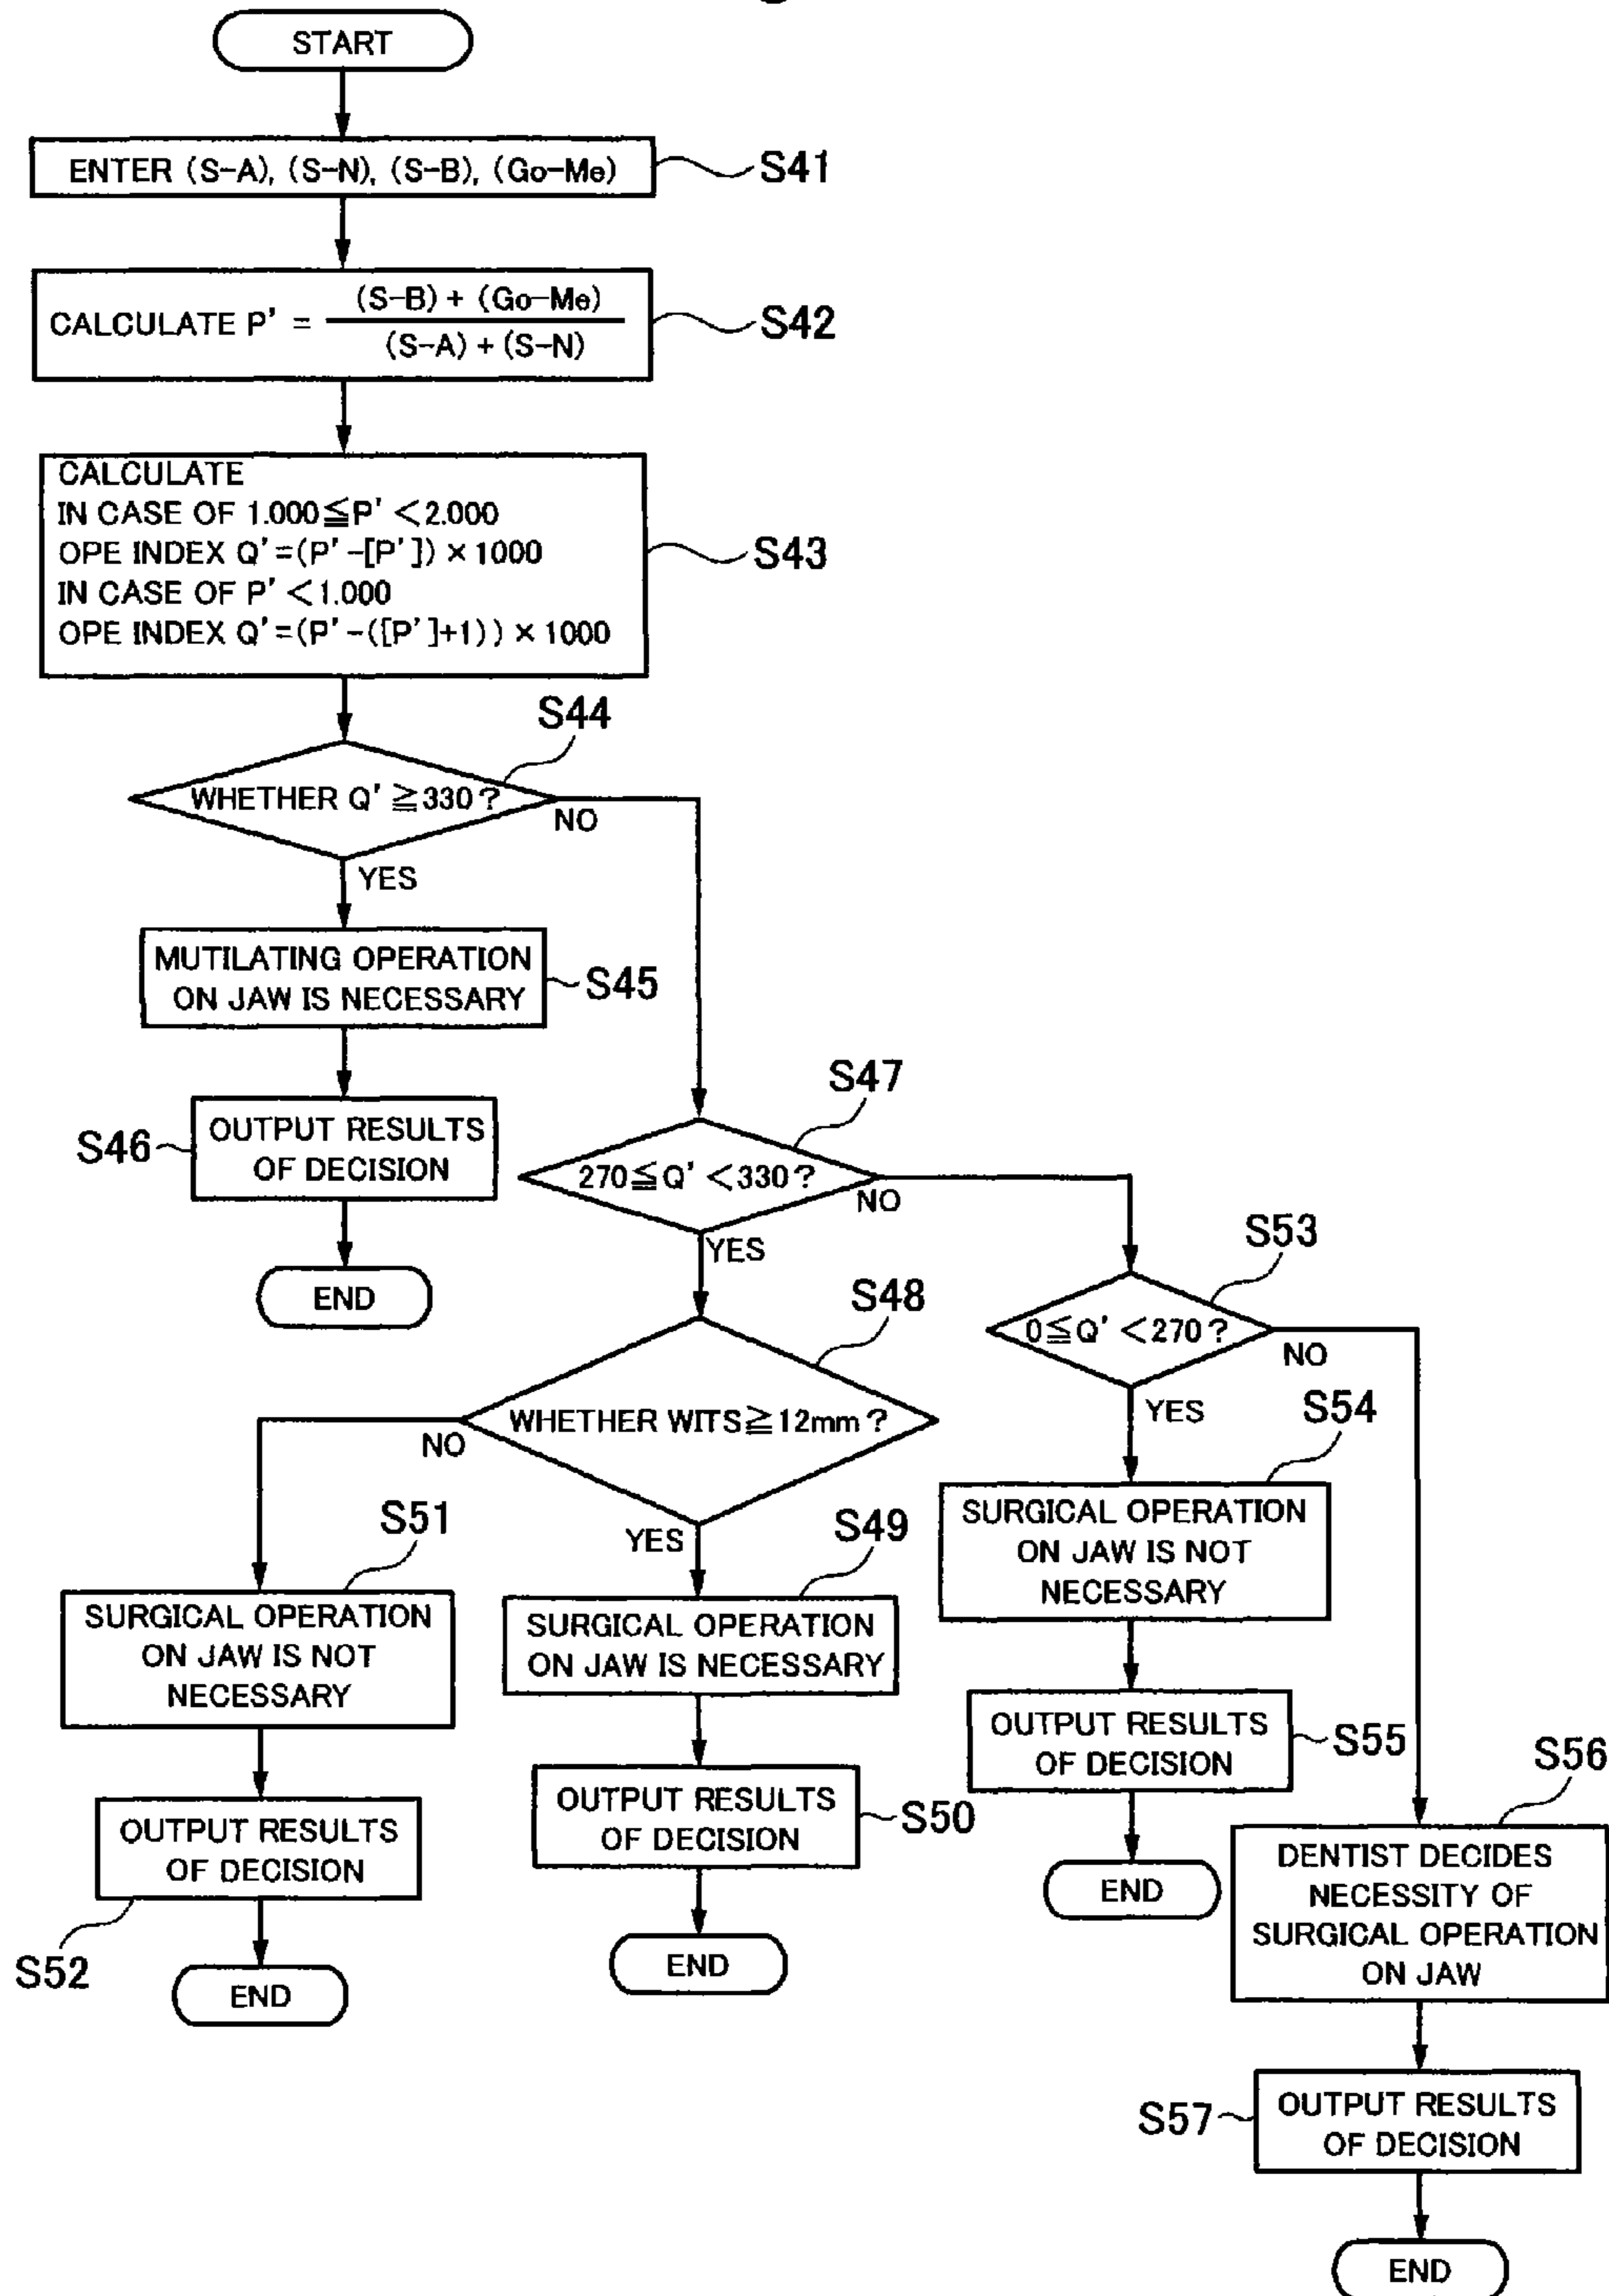 START
ENTER (S-A), (S-N), (S-B), (Go-Me)
S41
CALCULATE P' = (S-B) + (Go-Me)
(S-A) + (S-N)
S42
CALCULATE
IN CASE OF 1.000≦P' <2.000
OPE INDEX Q'=(P'-[P']) × 1000
IN CASE OF P' <1.000
OPE INDEX Q'=(P'-([P']+1)) × 1000
S43
S44
WHETHER Q' ≧330?
NO
YES
MUTILATING OPERATION
ON JAW IS NECESSARY
S45
S46
OUTPUT RESULTS
OF DECISION
END
S47
270≦Q' <330?
NO
YES
S48
WHETHER WITS≧12mm?
NO
YES
S51
SURGICAL OPERATION
ON JAW IS NOT
NECESSARY
OUTPUT RESULTS
OF DECISION
S52
END
S49
SURGICAL OPERATION
ON JAW IS NECESSARY
OUTPUT RESULTS
OF DECISION
S50
END
S53
0≦Q' <270?
NO
YES
S54
SURGICAL OPERATION
ON JAW IS NOT
NECESSARY
OUTPUT RESULTS
OF DECISION
S55
END
S56
DENTIST DECIDES
NECESSITY OF
SURGICAL OPERATION
ON JAW
S57
OUTPUT RESULTS
OF DECISION
END